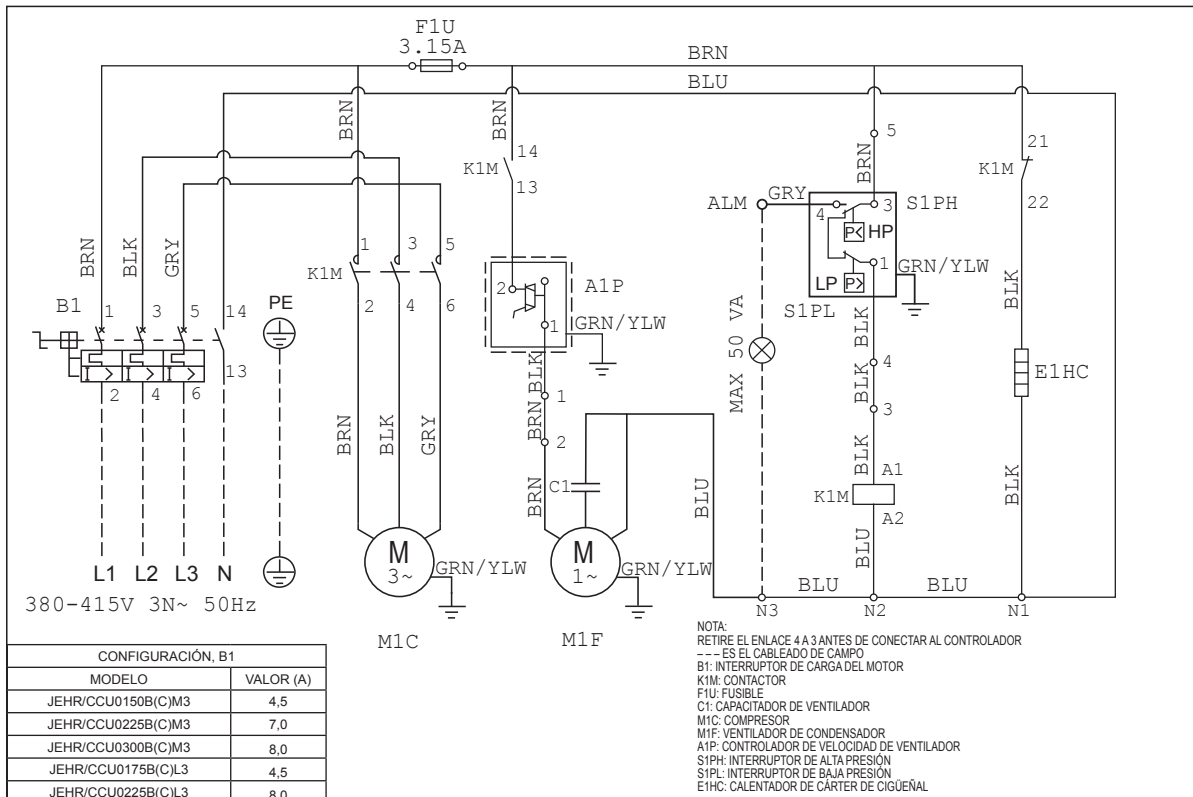 F1U
3.15A
BRN
BLU
BRN
BRN
BRN
5
14
K1M
13
21
K1M
22
ALM
GRY
4
3
S1PH
P<
HP
1
LP
P>
S1PL
GRN/YLW
BRN
BLK
GRY
B1
1
3
5
14
13
I >
I >
I >
2
4
6
PE
K1M
1
3
5
2
4
6
2
A1P
1
GRN/YLW
BLK
1
BRN
2
BRN
C1
BRN
BLK
GRY
MAX 50 VA
BLU
BLK
4
BLK
3
BLK
A1
K1M
A2
BLU
BLK
E1HC
BLK
L1 L2 L3 N
380-415V 3N~ 50Hz
M
3~
GRN/YLW
M1C
M
1~
GRN/YLW
M1F
BLU
BLU
N3
N2
N1
CONFIGURACIÓN, B1
MODELO VALOR (A)
JEHR/CCU0150B(C)M3 4,5
JEHR/CCU0225B(C)M3 7,0
JEHR/CCU0300B(C)M3 8,0
JEHR/CCU0175B(C)L3 4,5
JEHR/CCU0225B(C)L3 8,0
NOTA:
RETIRE EL ENLACE 4 A 3 ANTES DE CONECTAR AL CONTROLADOR
--- ES EL CABLEADO DE CAMPO
B1: INTERRUPTOR DE CARGA DEL MOTOR
K1M: CONTACTOR
F1U: FUSIBLE
C1: CAPACITADOR DE VENTILADOR
M1C: COMPRESOR
M1F: VENTILADOR DE CONDENSADOR
A1P: CONTROLADOR DE VELOCIDAD DE VENTILADOR
S1PH: INTERRUPTOR DE ALTA PRESIÓN
S1PL: INTERRUPTOR DE BAJA PRESIÓN
E1HC: CALENTADOR DE CÁRTER DE CIGÜEÑAL